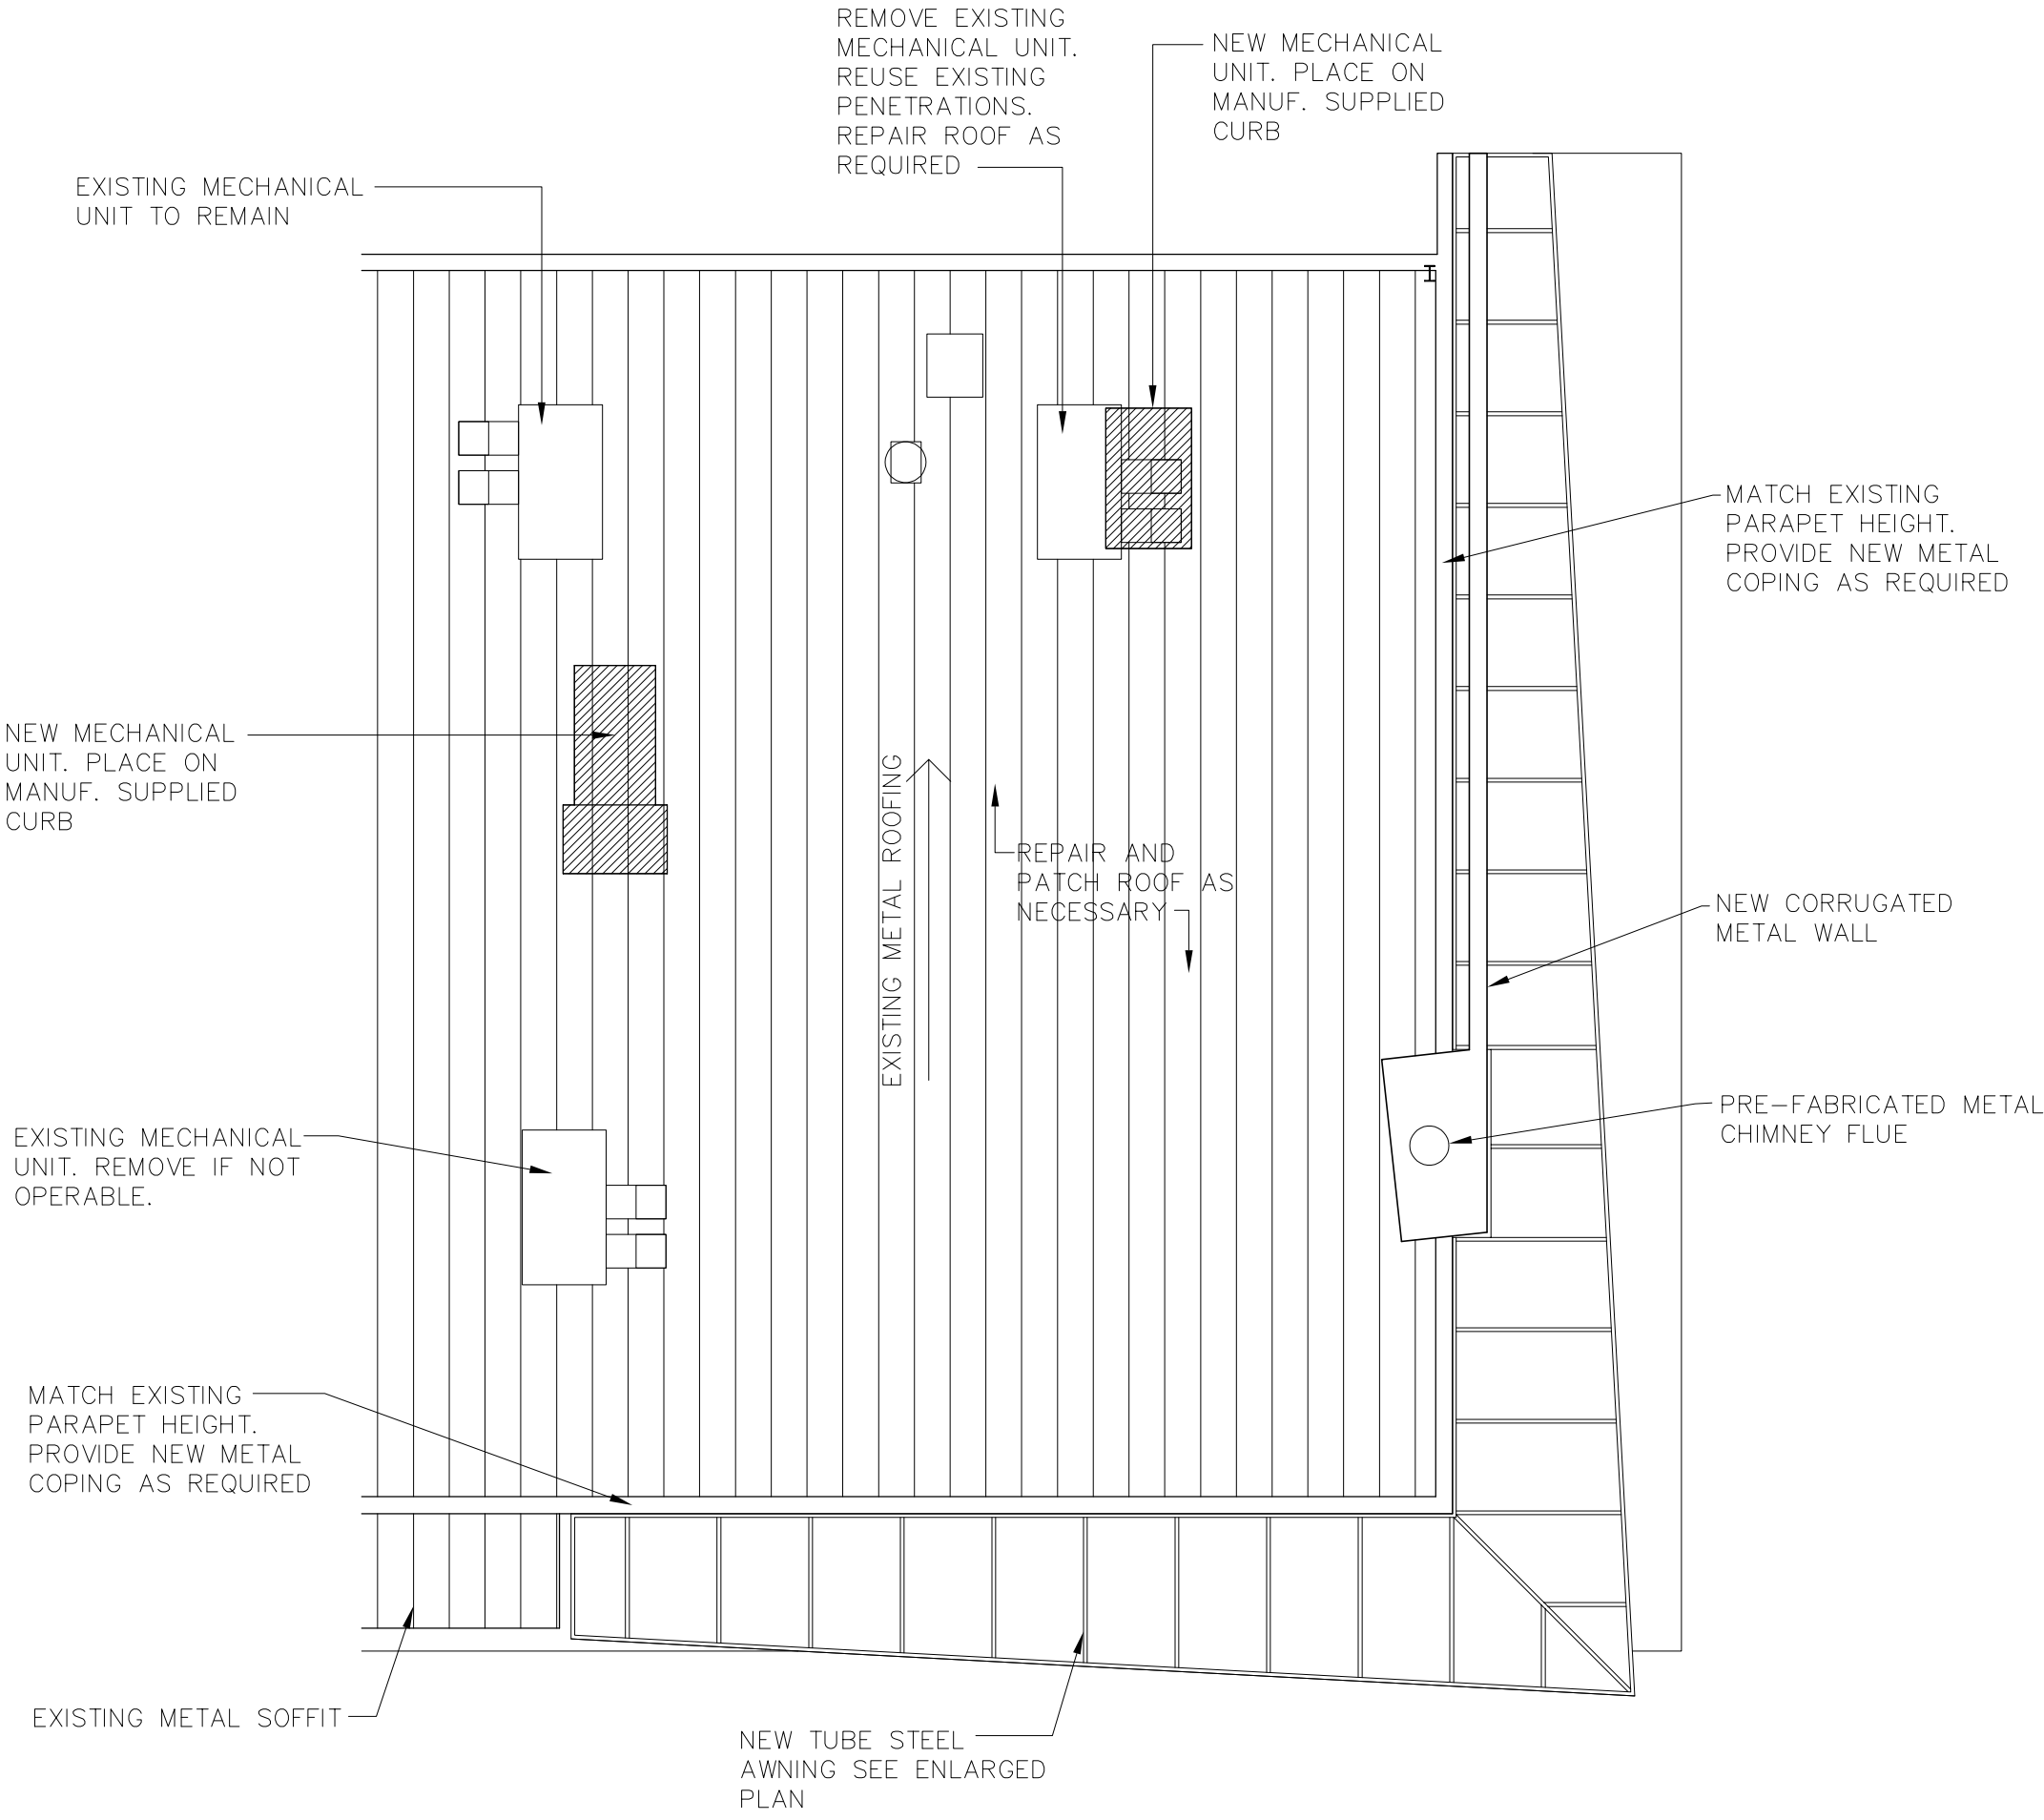 REMOVE EXISTING
MECHANICAL UNIT.
REUSE EXISTING
PENETRATIONS.
REPAIR ROOF AS
REQUIRED
NEW MECHANICAL
UNIT. PLACE ON
MANUF. SUPPLIED
CURB
EXISTING MECHANICAL
UNIT TO REMAIN
MATCH EXISTING
PARAPET HEIGHT.
PROVIDE NEW METAL
COPING AS REQUIRED
NEW MECHANICAL
UNIT. PLACE ON
MANUF. SUPPLIED
CURB
EXISTING METAL ROOFING
REPAIR AND
PATCH ROOF AS
NECESSARY
NEW CORRUGATED
METAL WALL
PRE-FABRICATED METAL
CHIMNEY FLUE
EXISTING MECHANICAL
UNIT. REMOVE IF NOT
OPERABLE.
MATCH EXISTING
PARAPET HEIGHT.
PROVIDE NEW METAL
COPING AS REQUIRED
EXISTING METAL SOFFIT
NEW TUBE STEEL
AWNING SEE ENLARGED
PLAN